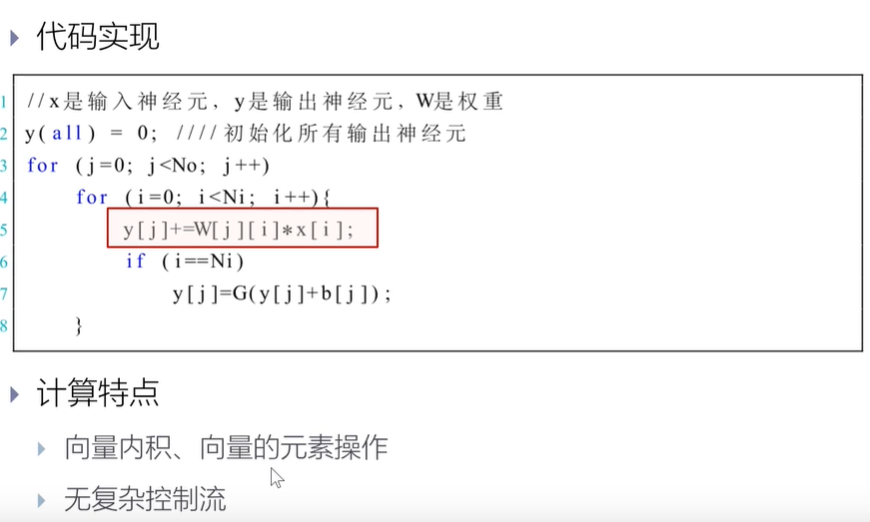 代码实现
1 //x是输入神经元，y是输出神经元，W是权重
2 y(all) = 0; ////初始化所有输出神经元
3 for (j=0; j<No; j++)
4 for (i=0; i<Ni; i++){
5 y[j]+=W[j][i]*x[i];
6 if (i==Ni)
7 y[j]=G(y[j]+b[j]);
8 }
计算特点
向量内积、向量的元素操作
无复杂控制流